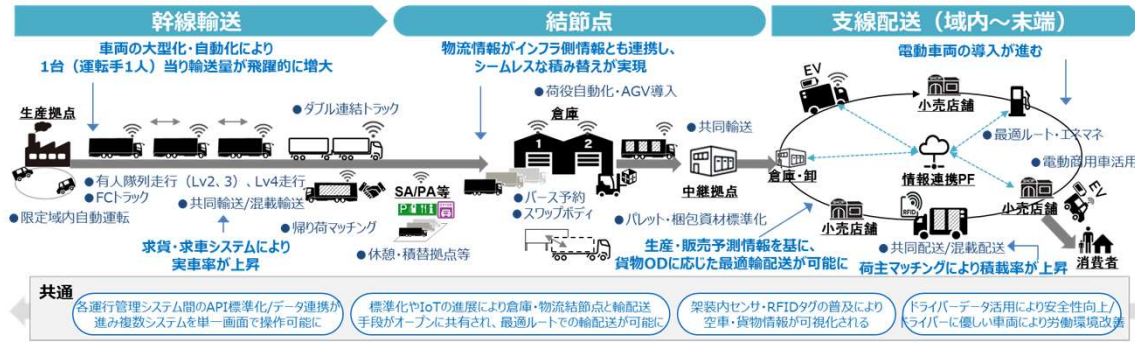 幹線輸送
結節点
支線配送（域内～末端）
車両の大型化・自動化により
1台（運転手1人）当り輸送量が飛躍的に増大
物流情報がインフラ側情報とも連携し、
シームレスな積み替えが実現
電動車両の導入が進む
生産拠点
●ダブル連結トラック
●荷役自動化・AGV導入
倉庫
1
2
●共同輸送
EV
小売店舗
●最適ルート・エネマネ
●電動商用車活用
●有人隊列走行（Lv2、3）、Lv4走行
●FCトラック
●共同輸送/混載輸送
●限定域内自動運転
●帰り荷マッチング
SA/PA等
P
●休憩・積替拠点等
●バース予約
●スワップボディ
中継拠点
●パレット・梱包資材標準化
倉庫・卸
情報連携PF
小売店舗
RFID
小売店舗
EV
●共同配送/混載配送
消費者
求貨・求車システムにより
実車率が上昇
生産・販売予測情報を基に、
貨物ODに応じた最適輸配送が可能に
荷主マッチングにより積載率が上昇
共通
各運行管理システム間のAPI標準化/データ連携が
進み複数システムを単一画面で操作可能に
標準化やIoTの進展により倉庫・物流結節点と輸配送
手段がオープンに共有され、最適ルートでの輸配送が可能に
架装内センサ・RFIDタグの普及により
空車・貨物情報が可視化される
ドライバーデータ活用により安全性向上/
ドライバーに優しい車両により労働環境改善